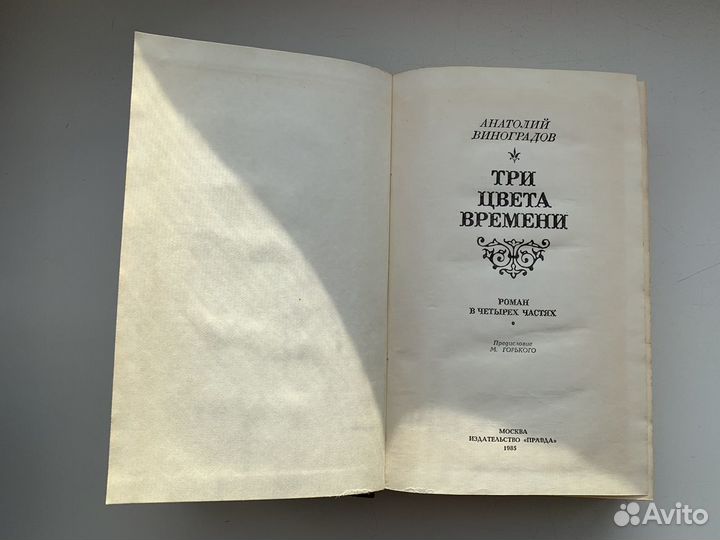 АНАТОЛИЙ
ВИНОГРАДОВ
ТРИ
ЦВЕТА
ВРЕМЕНИ
РОМАН
В ЧЕТЫРЕХ ЧАСТЯХ
Предисловие
М. ГОРЬКОГО
МОСКВА
ИЗДАТЕЛЬСТВО «ПРАВДА»
1985
Avito